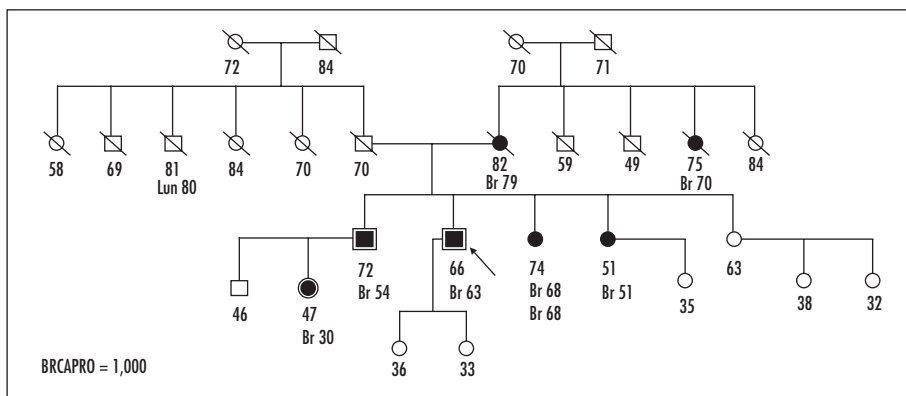 72 84 70 71
58 69 81 84 70 70 82 59 49 75 84
Lun 80 Br 79 Br 70
46 47 72 66 74 51 35 63 38 32
Br 30 Br 54 Br 63 Br 68 Br 51
Br 68
36 33
BRCAPRO = 1,000